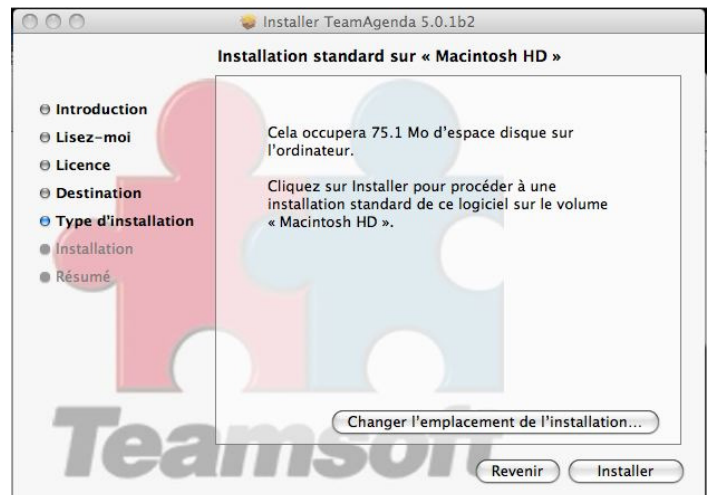 Installer TeamAgenda 5.0.1b2
Installation standard sur « Macintosh HD »
Introduction
Lisez-moi
Licence
Destination
Type d'installation
Installation
Résumé
Cela occupera 75.1 Mo d'espace disque sur
l'ordinateur.
Cliquez sur Installer pour procéder à une
installation standard de ce logiciel sur le volume
« Macintosh HD ».
Changer l'emplacement de l'installation...
Teamsoft
Revenir
Installer